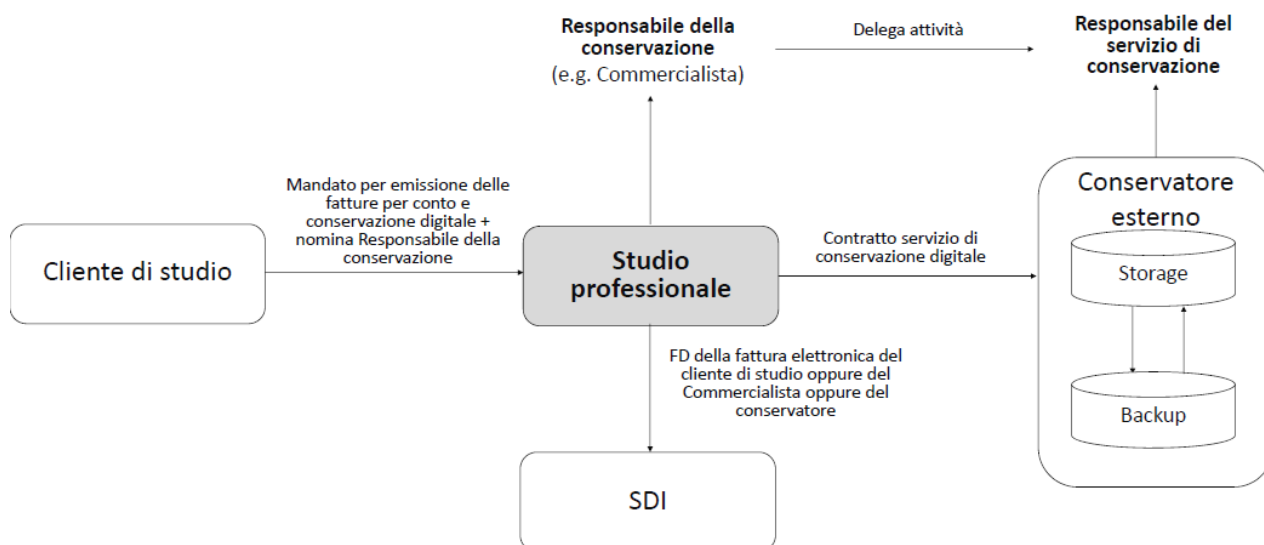 Responsabile della
conservazione
(e.g. Commercialista)
Delega attività
Responsabile del
servizio di
conservazione
Mandato per emissione delle
fatture per conto e
conservazione digitale +
nomina Responsabile della
conservazione
Cliente di studio
Studio
professionale
Contratto servizio di
conservazione digitale
Conservatore
esterno
Storage
Backup
FD della fattura elettronica del
cliente di studio oppure del
Commercialista oppure del
conservatore
SDI